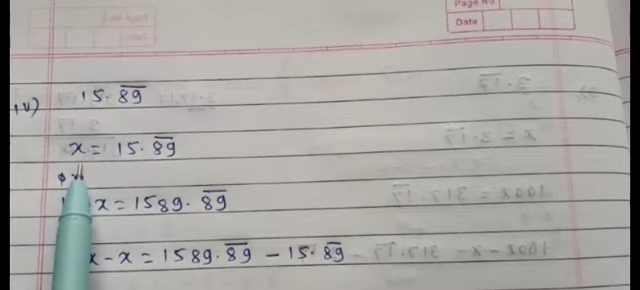 Page No.
Date
iv) 15.8̅9̅
x = 15.8̅9̅
x = 1589.8̅9̅
x - x = 1589.8̅9̅ - 15.8̅9̅